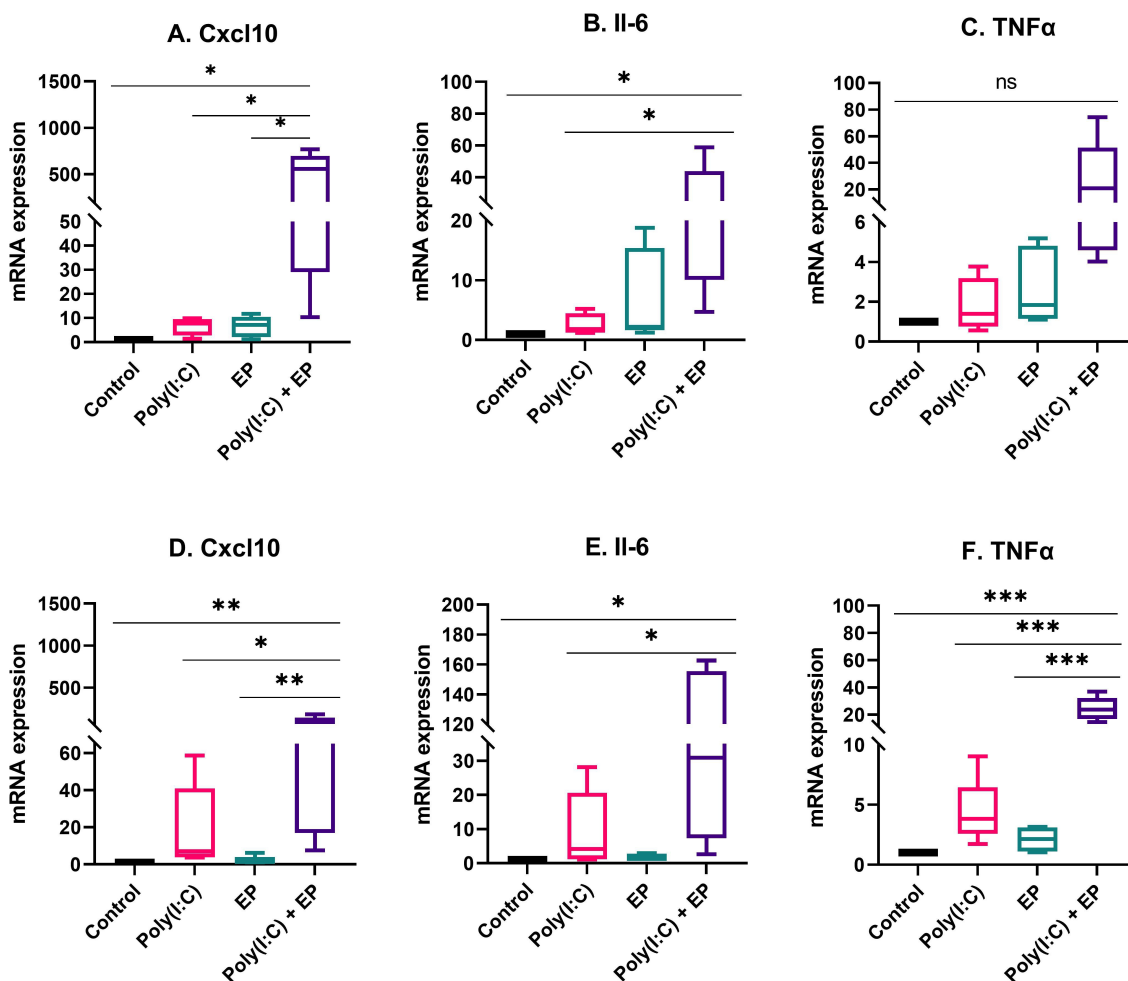 A. Cxcl10
mRNA expression
1500
1000
500
50
40
30
20
10
0
*
*
*
Control
Poly(I:C)
EP
Poly(I:C) + EP
B. Il-6
mRNA expression
100
80
60
40
20
10
0
*
*
Control
Poly(I:C)
EP
Poly(I:C) + EP
C. TNFα
mRNA expression
100
80
60
40
20
6
4
2
0
ns
Control
Poly(I:C)
EP
Poly(I:C) + EP
D. Cxcl10
mRNA expression
1500
1000
500
60
40
20
0
**
*
**
Control
Poly(I:C)
EP
Poly(I:C) + EP
E. Il-6
mRNA expression
200
180
160
140
120
30
20
10
0
*
*
Control
Poly(I:C)
EP
Poly(I:C) + EP
F. TNFα
mRNA expression
100
80
60
40
20
10
5
0
***
***
***
Control
Poly(I:C)
EP
Poly(I:C) + EP